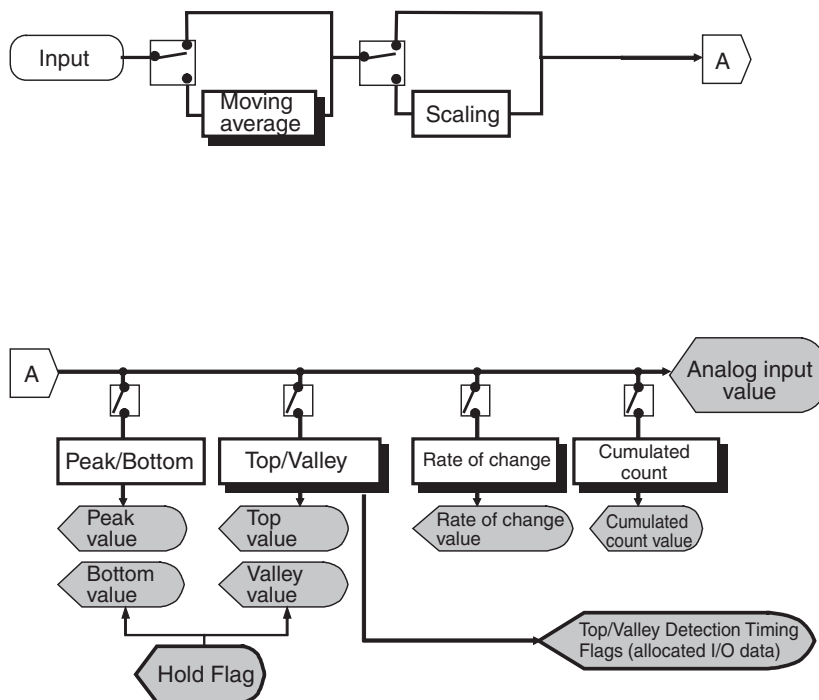 Input
Moving
average
Scaling
A
A
Analog input
value
Peak/Bottom
Top/Valley
Rate of change
Cumulated
count
Peak
value
Top
value
Rate of change
value
Cumulated
count value
Bottom
value
Valley
value
Top/Valley Detection Timing
Flags (allocated I/O data)
Hold Flag